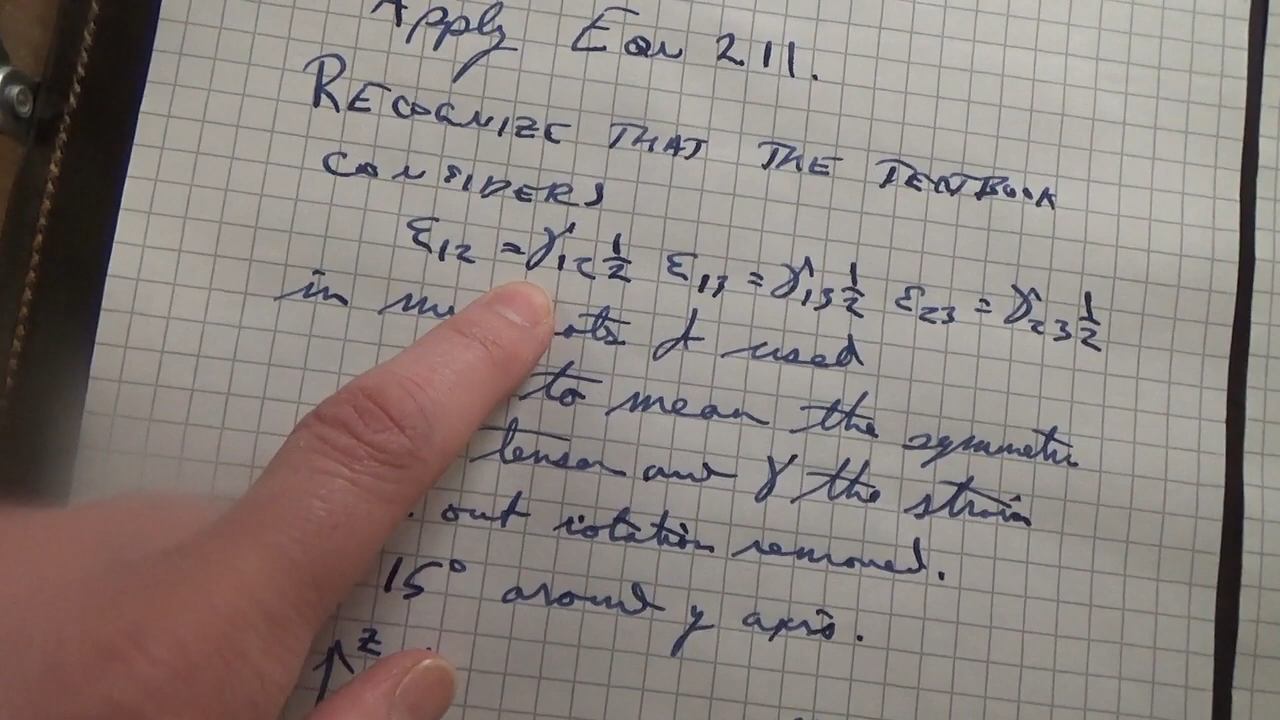 Apply Eqn 2.11.
RECOGNIZE THAT THE TEXTBOOK
CONSIDERS
ε₁₂ = γ₁₂ ½ ε₁₃ = γ₁₃ ½ ε₂₃ = γ₂₃ ½
in used
to mean the symmetric
tensor and γ the strain
out rotation removed.
15° around y axis.
z